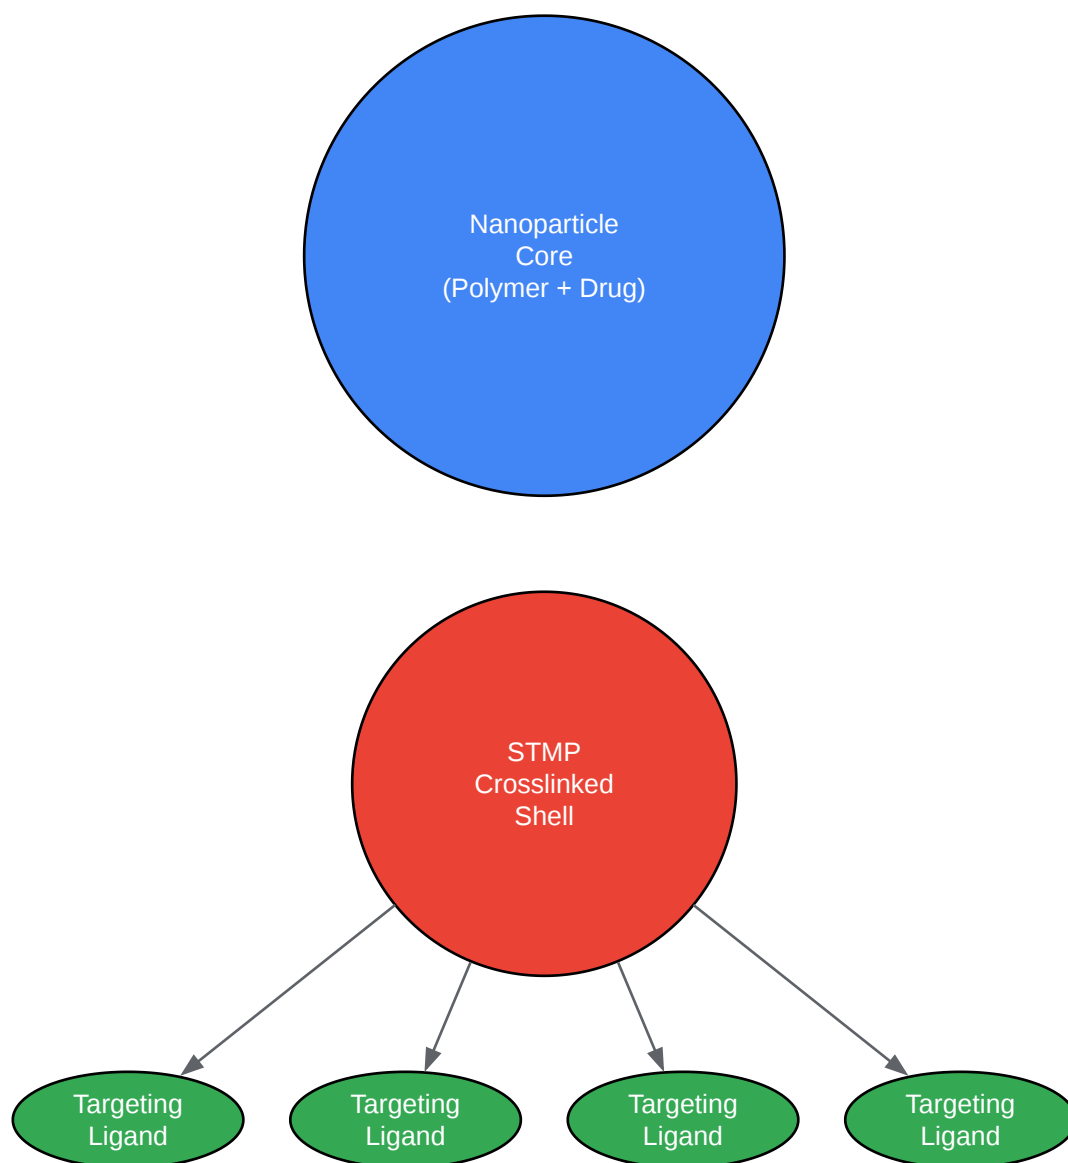 Nanoparticle
Core
(Polymer + Drug)
STMP
Crosslinked
Shell
Targeting
Ligand
Targeting
Ligand
Targeting
Ligand
Targeting
Ligand